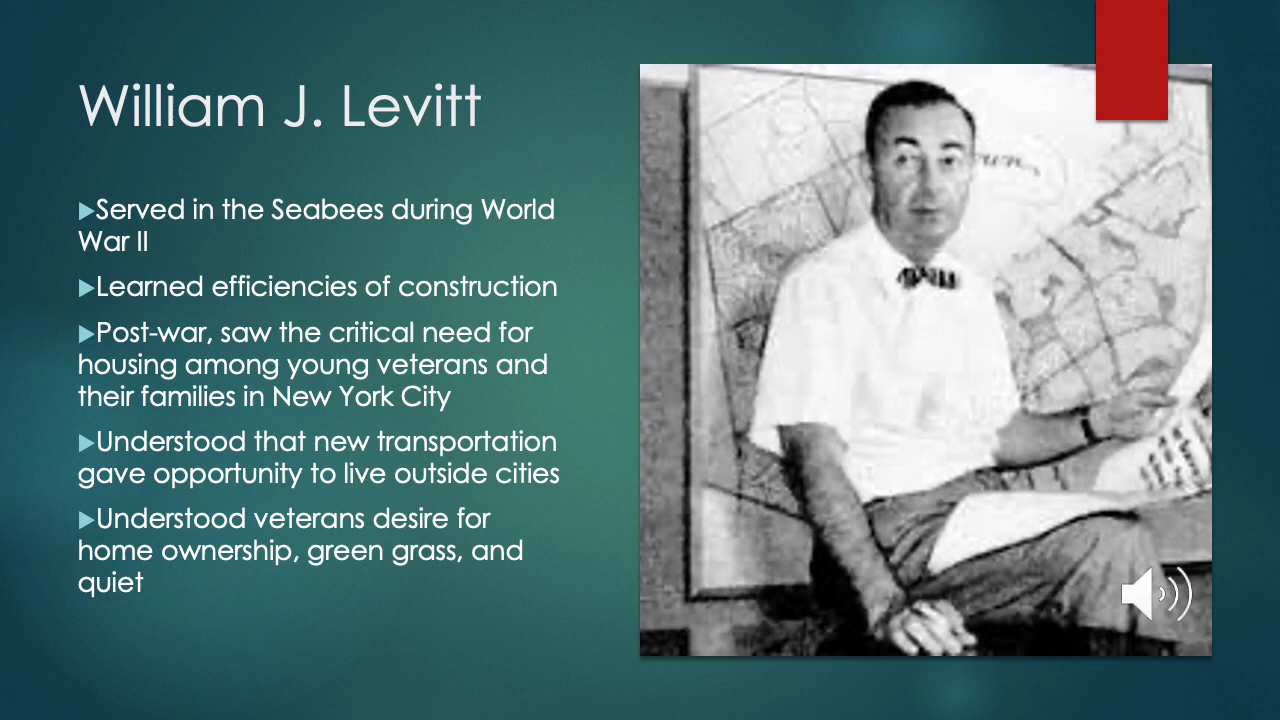 William J. Levitt
▶Served in the Seabees during World
War II
▶Learned efficiencies of construction
▶Post-war, saw the critical need for
housing among young veterans and
their families in New York City
▶Understood that new transportation
gave opportunity to live outside cities
▶Understood veterans desire for
home ownership, green grass, and
quiet